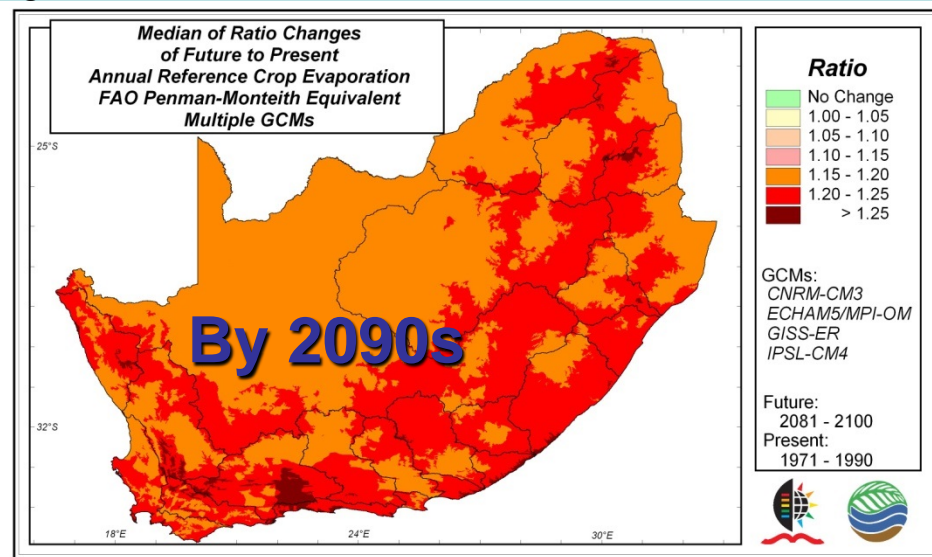 Median of Ratio Changes
of Future to Present
Annual Reference Crop Evaporation
FAO Penman-Monteith Equivalent
Multiple GCMs
25°S
32°S
18°E
24°E
30°E
By 2090s
Ratio
No Change
1.00 - 1.05
1.05 - 1.10
1.10 - 1.15
1.15 - 1.20
1.20 - 1.25
> 1.25
GCMs:
CNRM-CM3
ECHAM5/MPI-OM
GISS-ER
IPSL-CM4
Future:
2081 - 2100
Present:
1971 - 1990